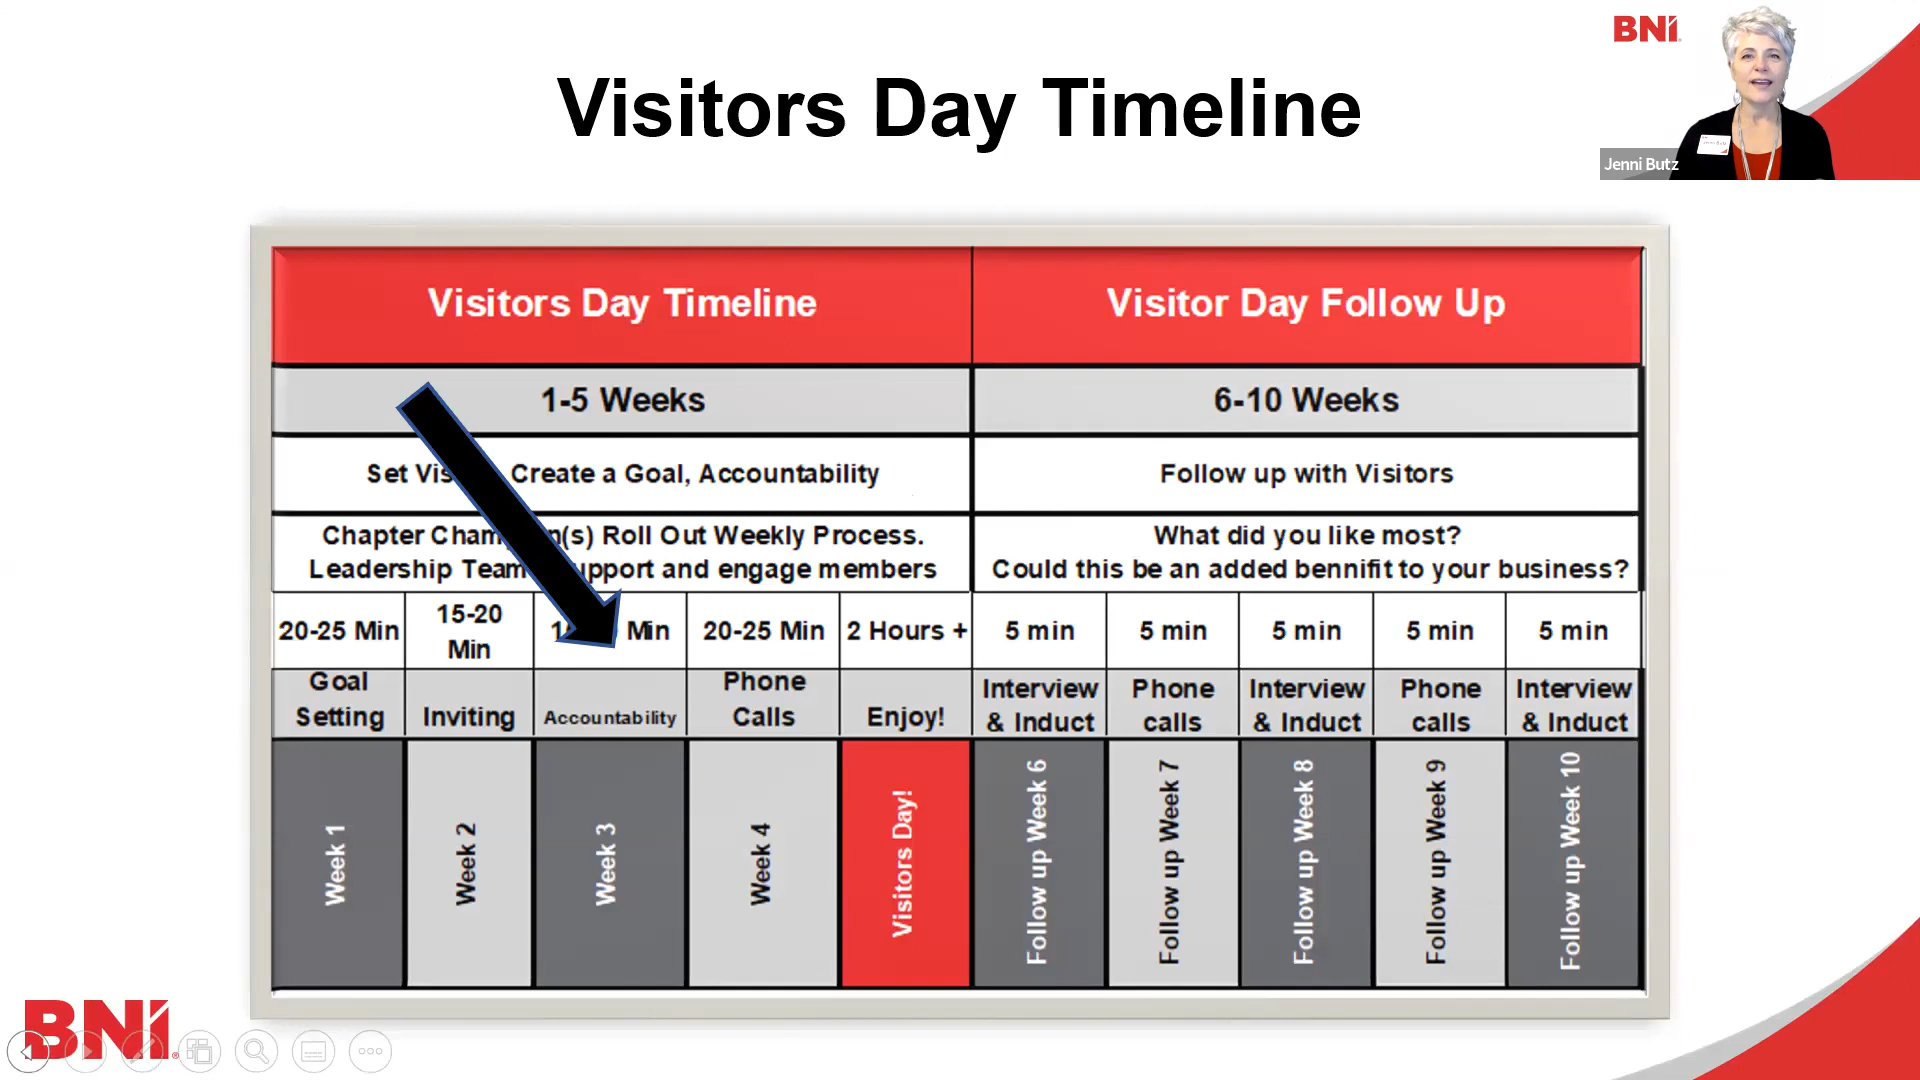 BNI
Visitors Day Timeline
Jenni Butz
Visitors Day Timeline
Visitor Day Follow Up
1-5 Weeks
6-10 Weeks
Set Create a Goal, Accountability
Follow up with Visitors
Chapter Roll Out Weekly Process.
Leadership Team and engage members
What did you like most?
Could this be an added bennifit to your business?
20-25 Min
15-20
Min
Min
20-25 Min
2 Hours +
5 min
5 min
5 min
5 min
5 min
Goal
Setting
Inviting
Accountability
Phone
Calls
Enjoy!
Interview
& Induct
Phone
calls
Interview
& Induct
Phone
calls
Interview
& Induct
Week 1
Week 2
Week 3
Week 4
Visitors Day!
Follow up Week 6
Follow up Week 7
Follow up Week 8
Follow up Week 9
Follow up Week 10
BNI